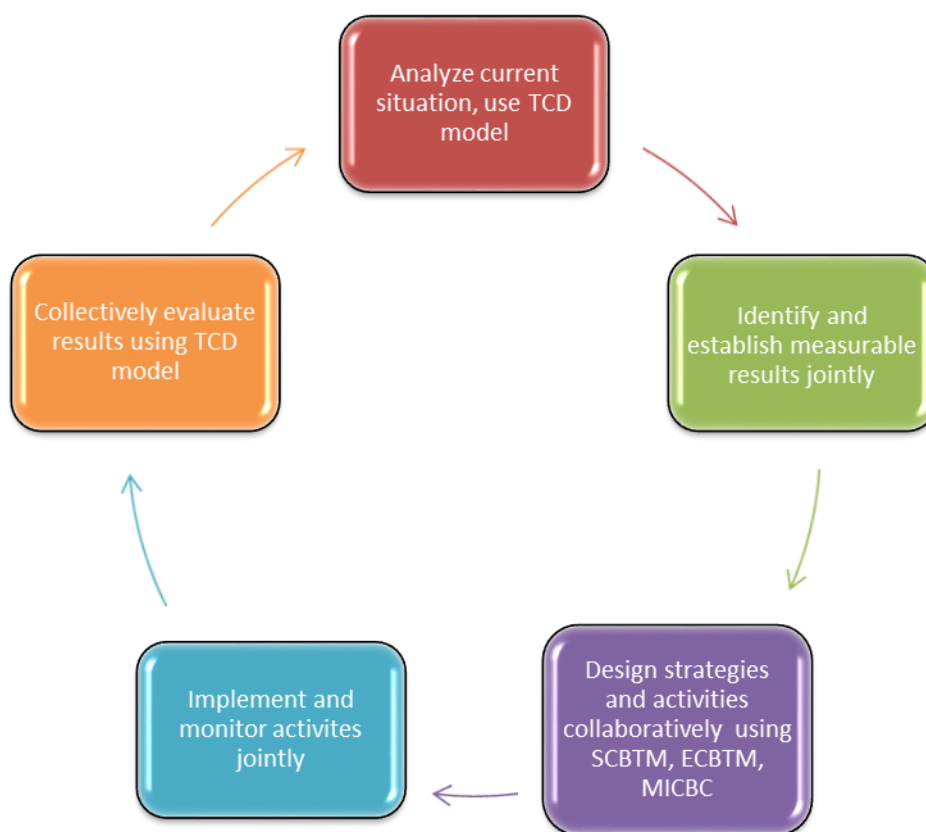 Analyze current
situation, use TCD
model
Identify and
establish measurable
results jointly
Design strategies
and activities
collaboratively using
SCBTM, ECBTM,
MICBC
Implement and
monitor activites
jointly
Collectively evaluate
results using TCD
model